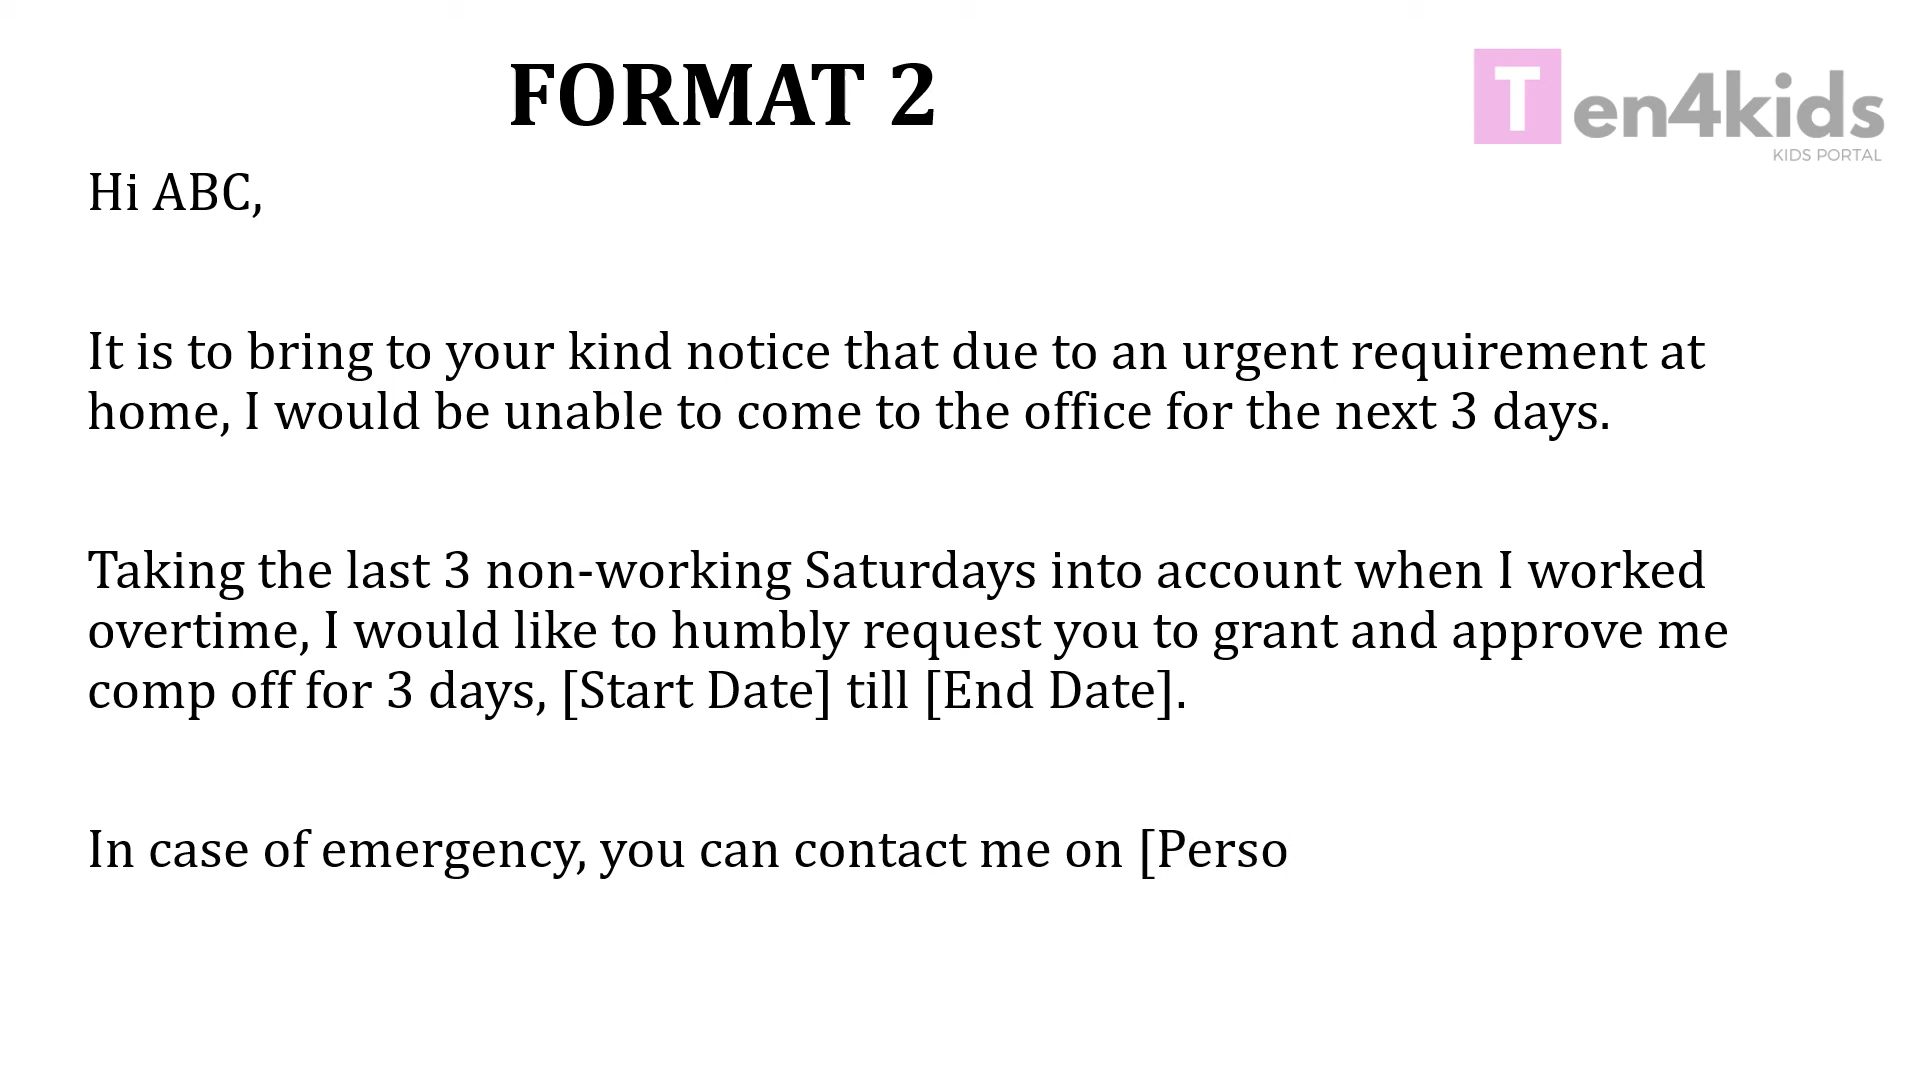 FORMAT 2
Ten4kids
KIDS PORTAL
Hi ABC,
It is to bring to your kind notice that due to an urgent requirement at
home, I would be unable to come to the office for the next 3 days.
Taking the last 3 non-working Saturdays into account when I worked
overtime, I would like to humbly request you to grant and approve me
comp off for 3 days, [Start Date] till [End Date].
In case of emergency, you can contact me on [Perso